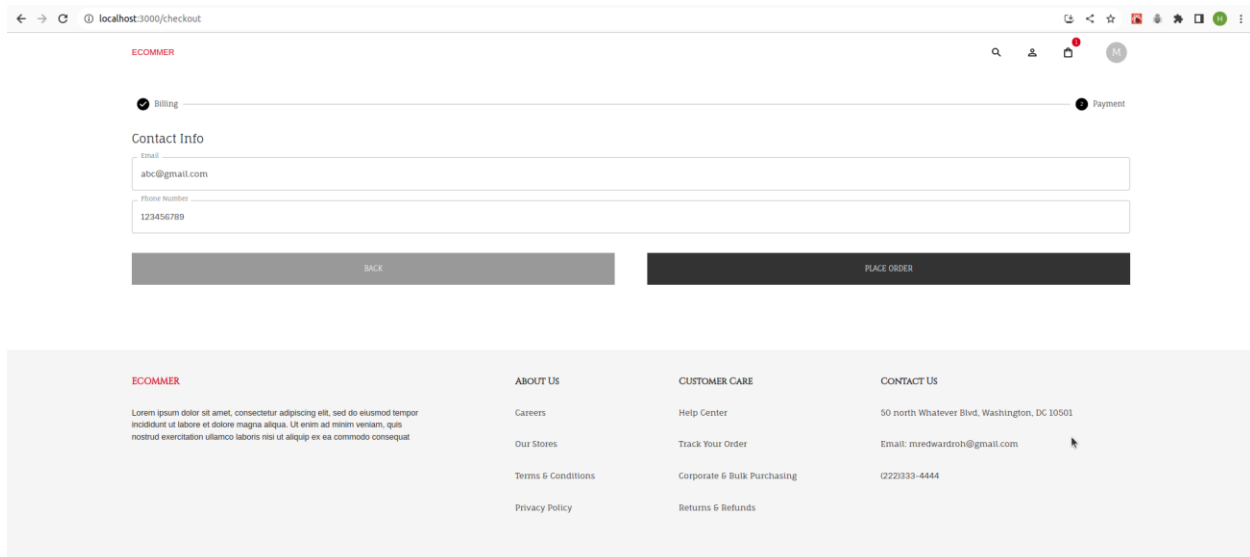 localhost:3000/checkout
H
ECOMMER
1
M
Billing
2
Payment
Contact Info
Email
abc@gmail.com
Phone Number
123456789
BACK
PLACE ORDER
ECOMMER
Lorem ipsum dolor sit amet, consectetur adipiscing elit, sed do eiusmod tempor
incididunt ut labore et dolore magna aliqua. Ut enim ad minim veniam, quis
nostrud exercitation ullamco laboris nisi ut aliquip ex ea commodo consequat
About Us
Careers
Our Stores
Terms & Conditions
Privacy Policy
Customer Care
Help Center
Track Your Order
Corporate & Bulk Purchasing
Returns & Refunds
Contact Us
50 north Whatever Blvd, Washington, DC 10501
Email: mredwardroh@gmail.com
(222)333-4444